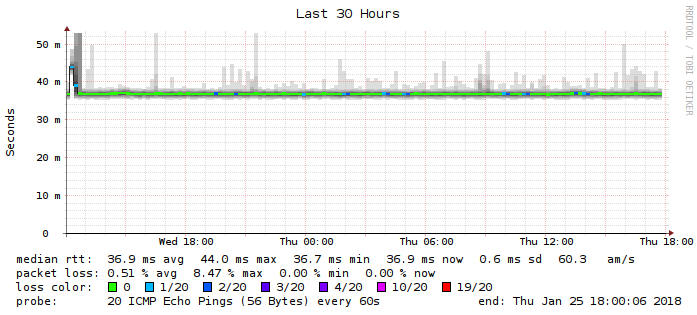 Last 30 Hours
RRDTOOL / TOBI OETIKER
Seconds
50 m
40 m
30 m
20 m
10 m
0
Wed 18:00 Thu 00:00 Thu 06:00 Thu 12:00 Thu 18:00
median rtt: 36.9 ms avg 44.0 ms max 36.7 ms min 36.9 ms now 0.6 ms sd 60.3 am/s
packet loss: 0.51 % avg 8.47 % max 0.00 % min 0.00 % now
loss color: 0 1/20 2/20 3/20 4/20 10/20 19/20
probe: 20 ICMP Echo Pings (56 Bytes) every 60s end: Thu Jan 25 18:00:06 2018